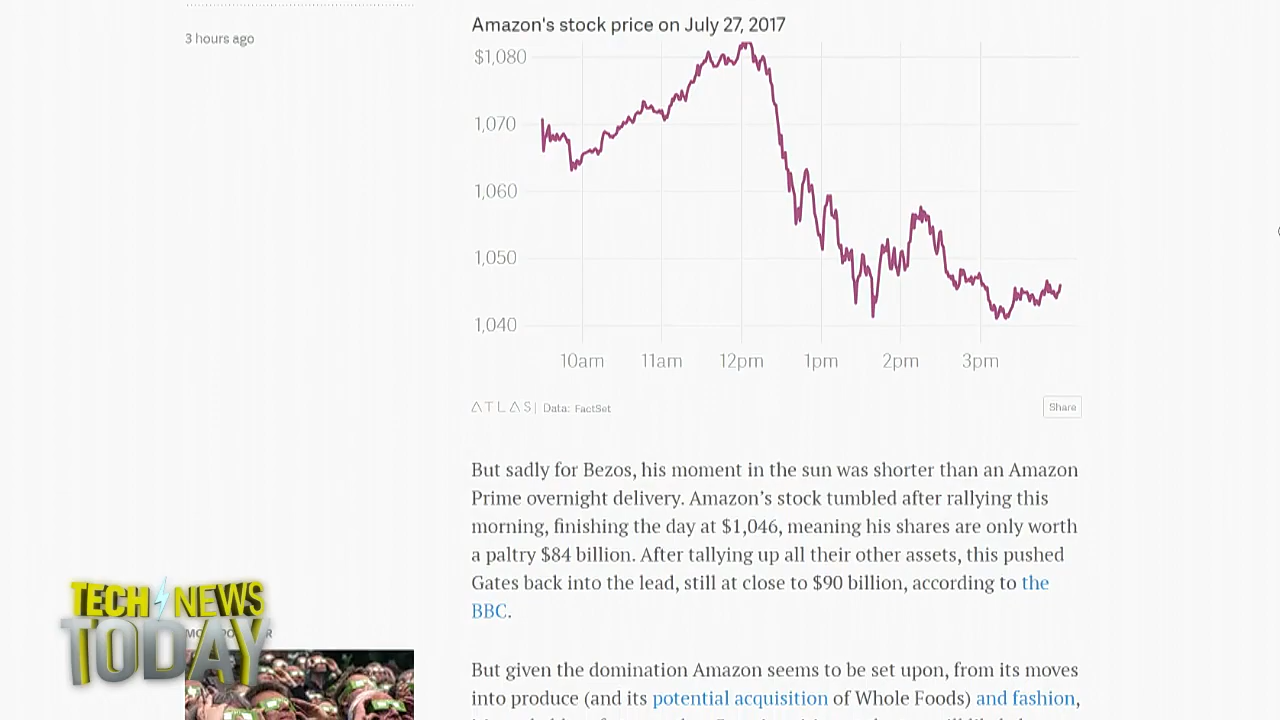 Amazon's stock price on July 27, 2017
3 hours ago
$1,080
1,070
1,060
1,050
1,040
10am 11am 12pm 1pm 2pm 3pm
ATLAS| Data: FactSet
Share
But sadly for Bezos, his moment in the sun was shorter than an Amazon
Prime overnight delivery. Amazon’s stock tumbled after rallying this
morning, finishing the day at $1,046, meaning his shares are only worth
a paltry $84 billion. After tallying up all their other assets, this pushed
Gates back into the lead, still at close to $90 billion, according to the
BBC.
TECH NEWS
TODAY
But given the domination Amazon seems to be set upon, from its moves
into produce (and its potential acquisition of Whole Foods) and fashion,